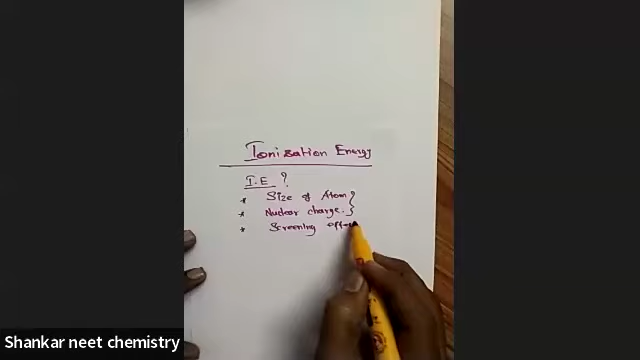 Ionization Energy
I.E ?
* Size of Atom
* Nuclear charge.
* Screening
Shankar neet chemistry